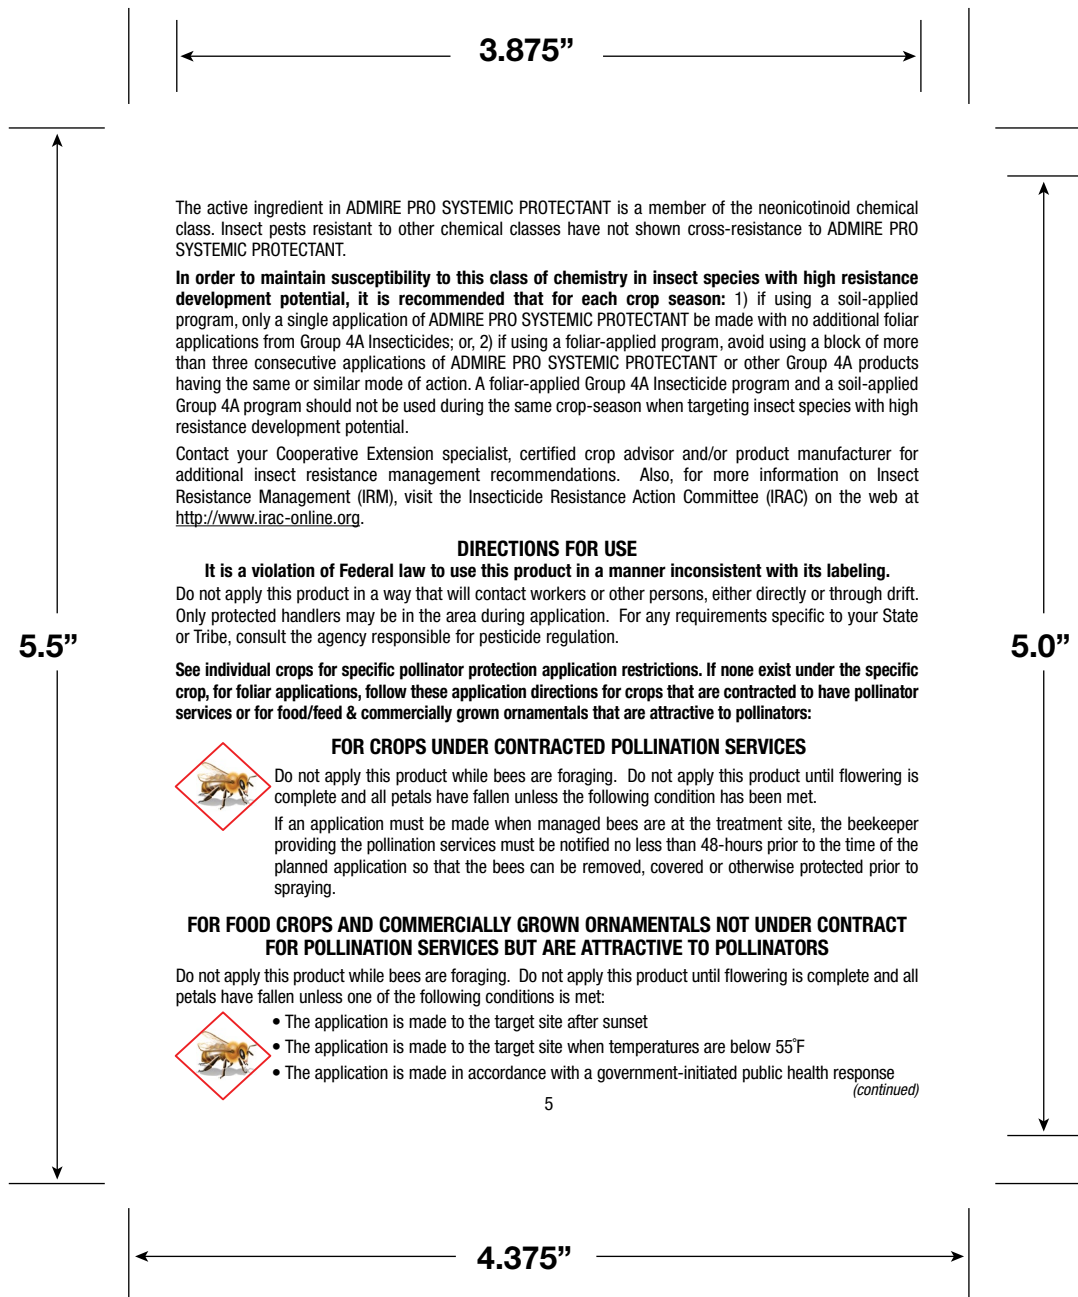 3.875”
The active ingredient in ADMIRE PRO SYSTEMIC PROTECTANT is a member of the neonicotinoid chemical
class. Insect pests resistant to other chemical classes have not shown cross-resistance to ADMIRE PRO
SYSTEMIC PROTECTANT.
In order to maintain susceptibility to this class of chemistry in insect species with high resistance
development potential, it is recommended that for each crop season: 1) if using a soil-applied
program, only a single application of ADMIRE PRO SYSTEMIC PROTECTANT be made with no additional foliar
applications from Group 4A Insecticides; or, 2) if using a foliar-applied program, avoid using a block of more
than three consecutive applications of ADMIRE PRO SYSTEMIC PROTECTANT or other Group 4A products
having the same or similar mode of action. A foliar-applied Group 4A Insecticide program and a soil-applied
Group 4A program should not be used during the same crop-season when targeting insect species with high
resistance development potential.
Contact your Cooperative Extension specialist, certified crop advisor and/or product manufacturer for
additional insect resistance management recommendations. Also, for more information on Insect
Resistance Management (IRM), visit the Insecticide Resistance Action Committee (IRAC) on the web at
http://www.irac-online.org.
DIRECTIONS FOR USE
It is a violation of Federal law to use this product in a manner inconsistent with its labeling.
Do not apply this product in a way that will contact workers or other persons, either directly or through drift.
Only protected handlers may be in the area during application. For any requirements specific to your State
or Tribe, consult the agency responsible for pesticide regulation.
5.5”
5.0”
See individual crops for specific pollinator protection application restrictions. If none exist under the specific
crop, for foliar applications, follow these application directions for crops that are contracted to have pollinator
services or for food/feed & commercially grown ornamentals that are attractive to pollinators:
FOR CROPS UNDER CONTRACTED POLLINATION SERVICES
Do not apply this product while bees are foraging. Do not apply this product until flowering is
complete and all petals have fallen unless the following condition has been met.
If an application must be made when managed bees are at the treatment site, the beekeeper
providing the pollination services must be notified no less than 48-hours prior to the time of the
planned application so that the bees can be removed, covered or otherwise protected prior to
spraying.
FOR FOOD CROPS AND COMMERCIALLY GROWN ORNAMENTALS NOT UNDER CONTRACT
FOR POLLINATION SERVICES BUT ARE ATTRACTIVE TO POLLINATORS
Do not apply this product while bees are foraging. Do not apply this product until flowering is complete and all
petals have fallen unless one of the following conditions is met:
• The application is made to the target site after sunset
• The application is made to the target site when temperatures are below 55˚F
• The application is made in accordance with a government-initiated public health response
(continued)
5
4.375”